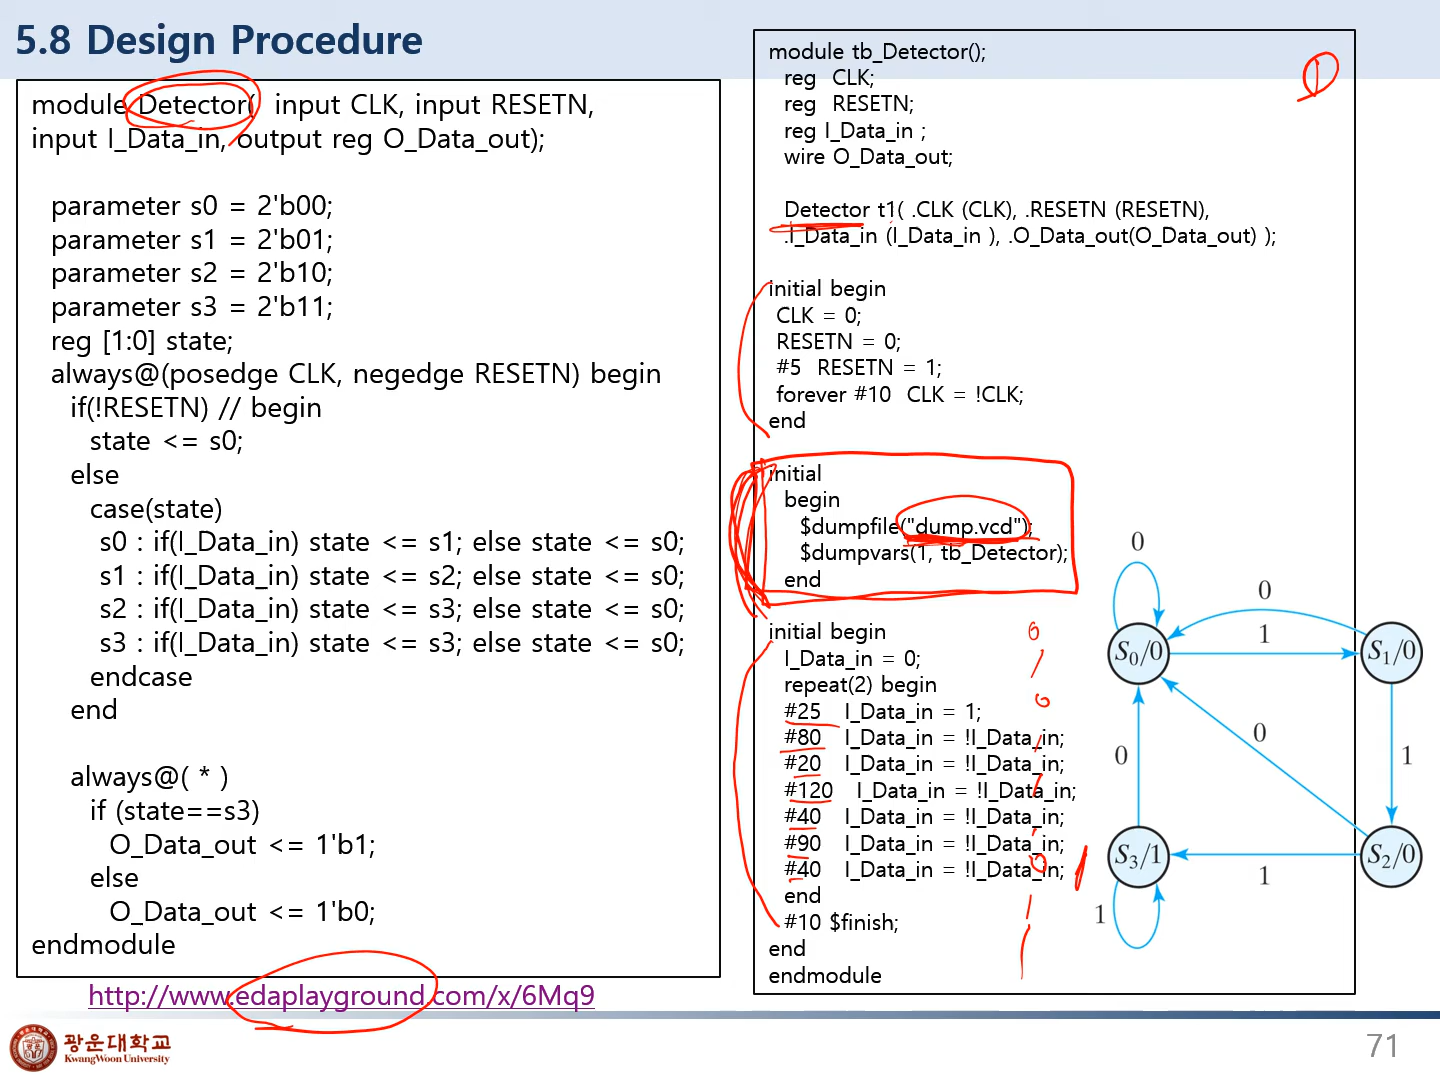 5.8 Design Procedure
module Detector( input CLK, input RESETN,
input I_Data_in, output reg O_Data_out);
parameter s0 = 2'b00;
parameter s1 = 2'b01;
parameter s2 = 2'b10;
parameter s3 = 2'b11;
reg [1:0] state;
always@(posedge CLK, negedge RESETN) begin
if(!RESETN) // begin
state <= s0;
else
case(state)
s0 : if(I_Data_in) state <= s1; else state <= s0;
s1 : if(I_Data_in) state <= s2; else state <= s0;
s2 : if(I_Data_in) state <= s3; else state <= s0;
s3 : if(I_Data_in) state <= s3; else state <= s0;
endcase
end
always@( * )
if (state==s3)
O_Data_out <= 1'b1;
else
O_Data_out <= 1'b0;
endmodule
http://www.edaplayground.com/x/6Mq9
module tb_Detector();
reg CLK;
reg RESETN;
reg I_Data_in ;
wire O_Data_out;
Detector t1( .CLK (CLK), .RESETN (RESETN),
.I_Data_in (I_Data_in ), .O_Data_out(O_Data_out) );
initial begin
CLK = 0;
RESETN = 0;
#5 RESETN = 1;
forever #10 CLK = !CLK;
end
initial
begin
$dumpfile("dump.vcd");
$dumpvars(1, tb_Detector);
end
initial begin
I_Data_in = 0;
repeat(2) begin
#25 I_Data_in = 1;
#80 I_Data_in = !I_Data_in;
#20 I_Data_in = !I_Data_in;
#120 I_Data_in = !I_Data_in;
#40 I_Data_in = !I_Data_in;
#90 I_Data_in = !I_Data_in;
#40 I_Data_in = !I_Data_in;
end
#10 $finish;
end
endmodule
0
0
S0/0
1
S1/0
0
0
1
S3/1
1
S2/0
1
광운대학교
KwangWoon University
71